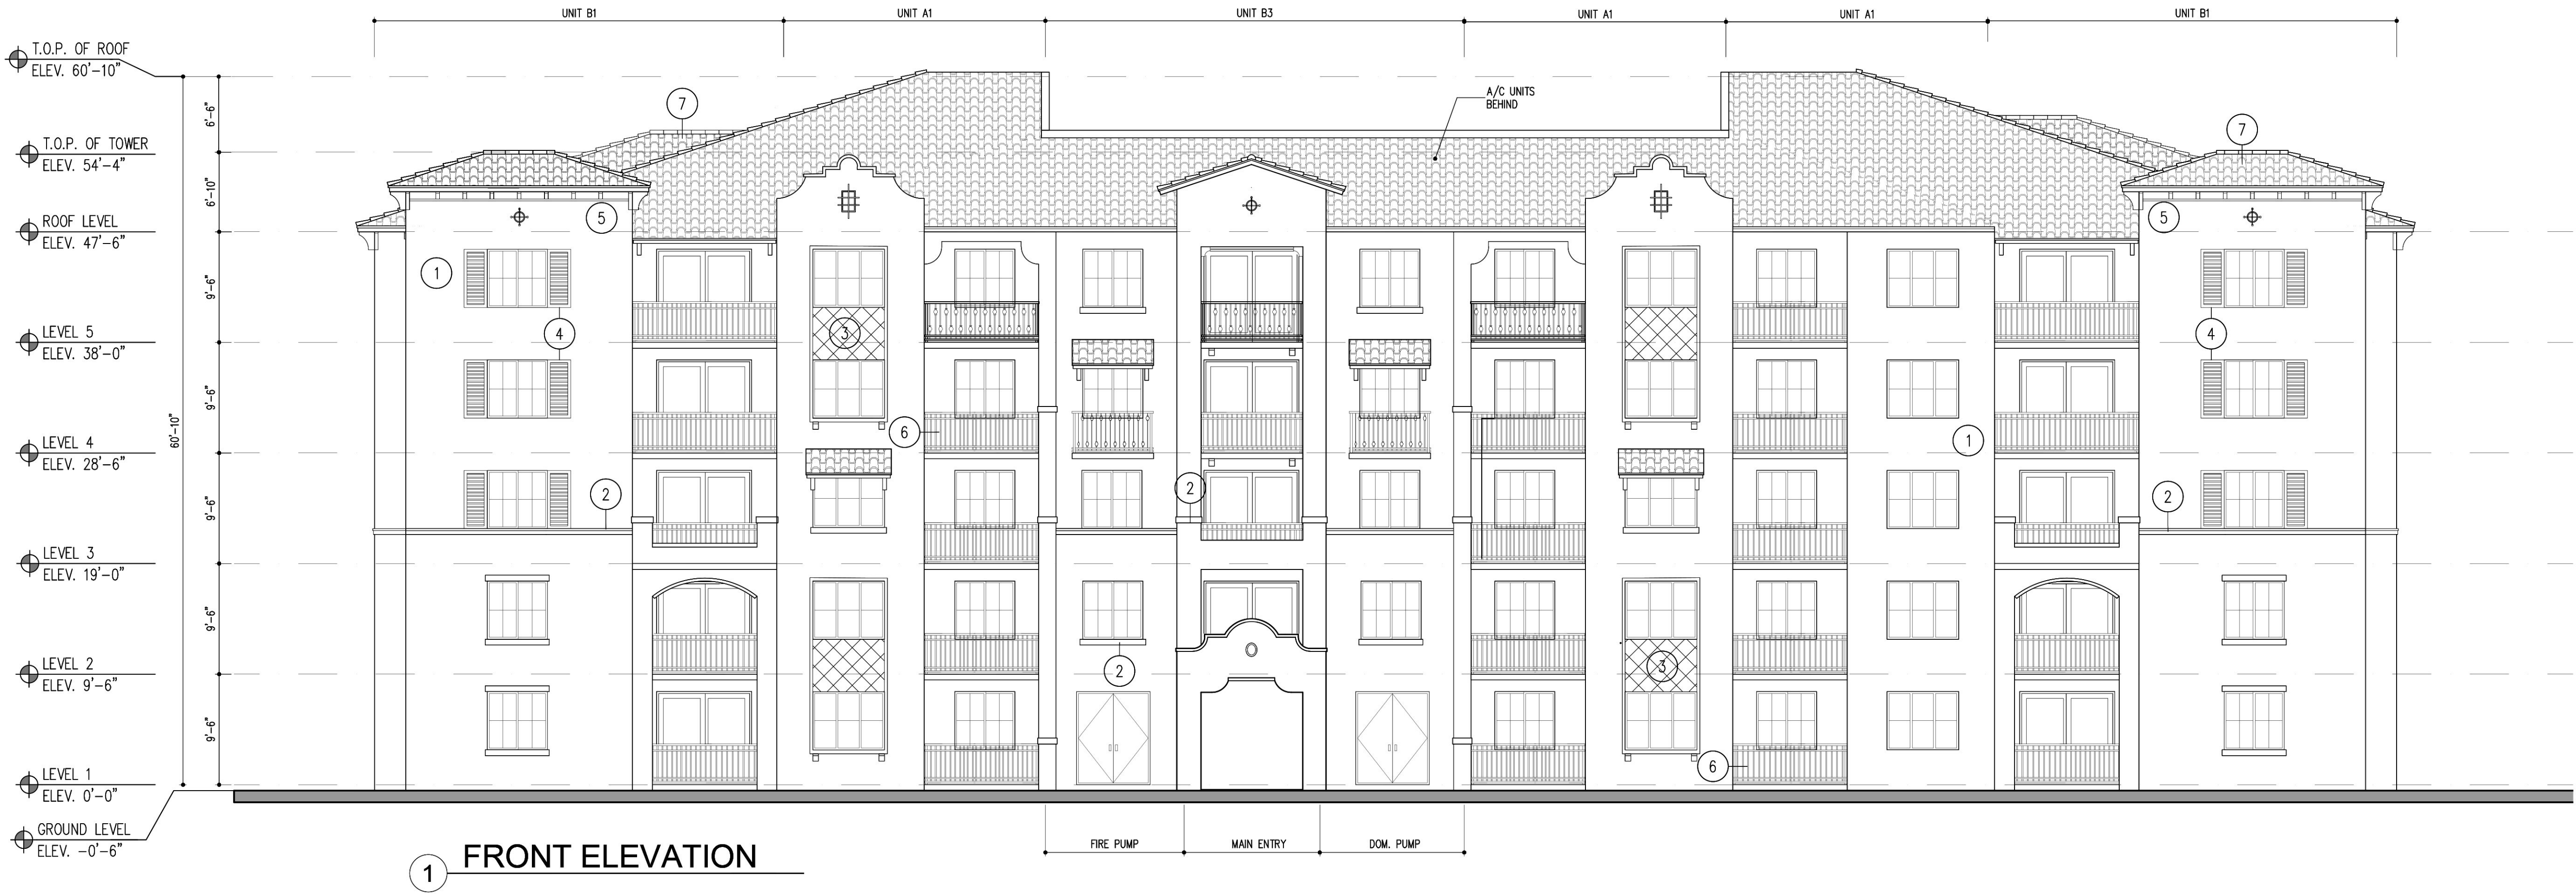 UNIT B1
UNIT A1
UNIT B3
UNIT A1
UNIT A1
UNIT B1
T.O.P. OF ROOF
ELEV. 60'-10"
T.O.P. OF TOWER
ELEV. 54'-4"
ROOF LEVEL
ELEV. 47'-6"
LEVEL 5
ELEV. 38'-0"
LEVEL 4
ELEV. 28'-6"
LEVEL 3
ELEV. 19'-0"
LEVEL 2
ELEV. 9'-6"
LEVEL 1
ELEV. 0'-0"
GROUND LEVEL
ELEV. -0'-6"
60'-10"
6'-6"
6'-10"
9'-6"
9'-6"
9'-6"
9'-6"
9'-6"
A/C UNITS
BEHIND
7
7
5
5
1
4
3
4
6
1
2
2
2
2
3
6
FIRE PUMP
MAIN ENTRY
DOM. PUMP
1
FRONT ELEVATION